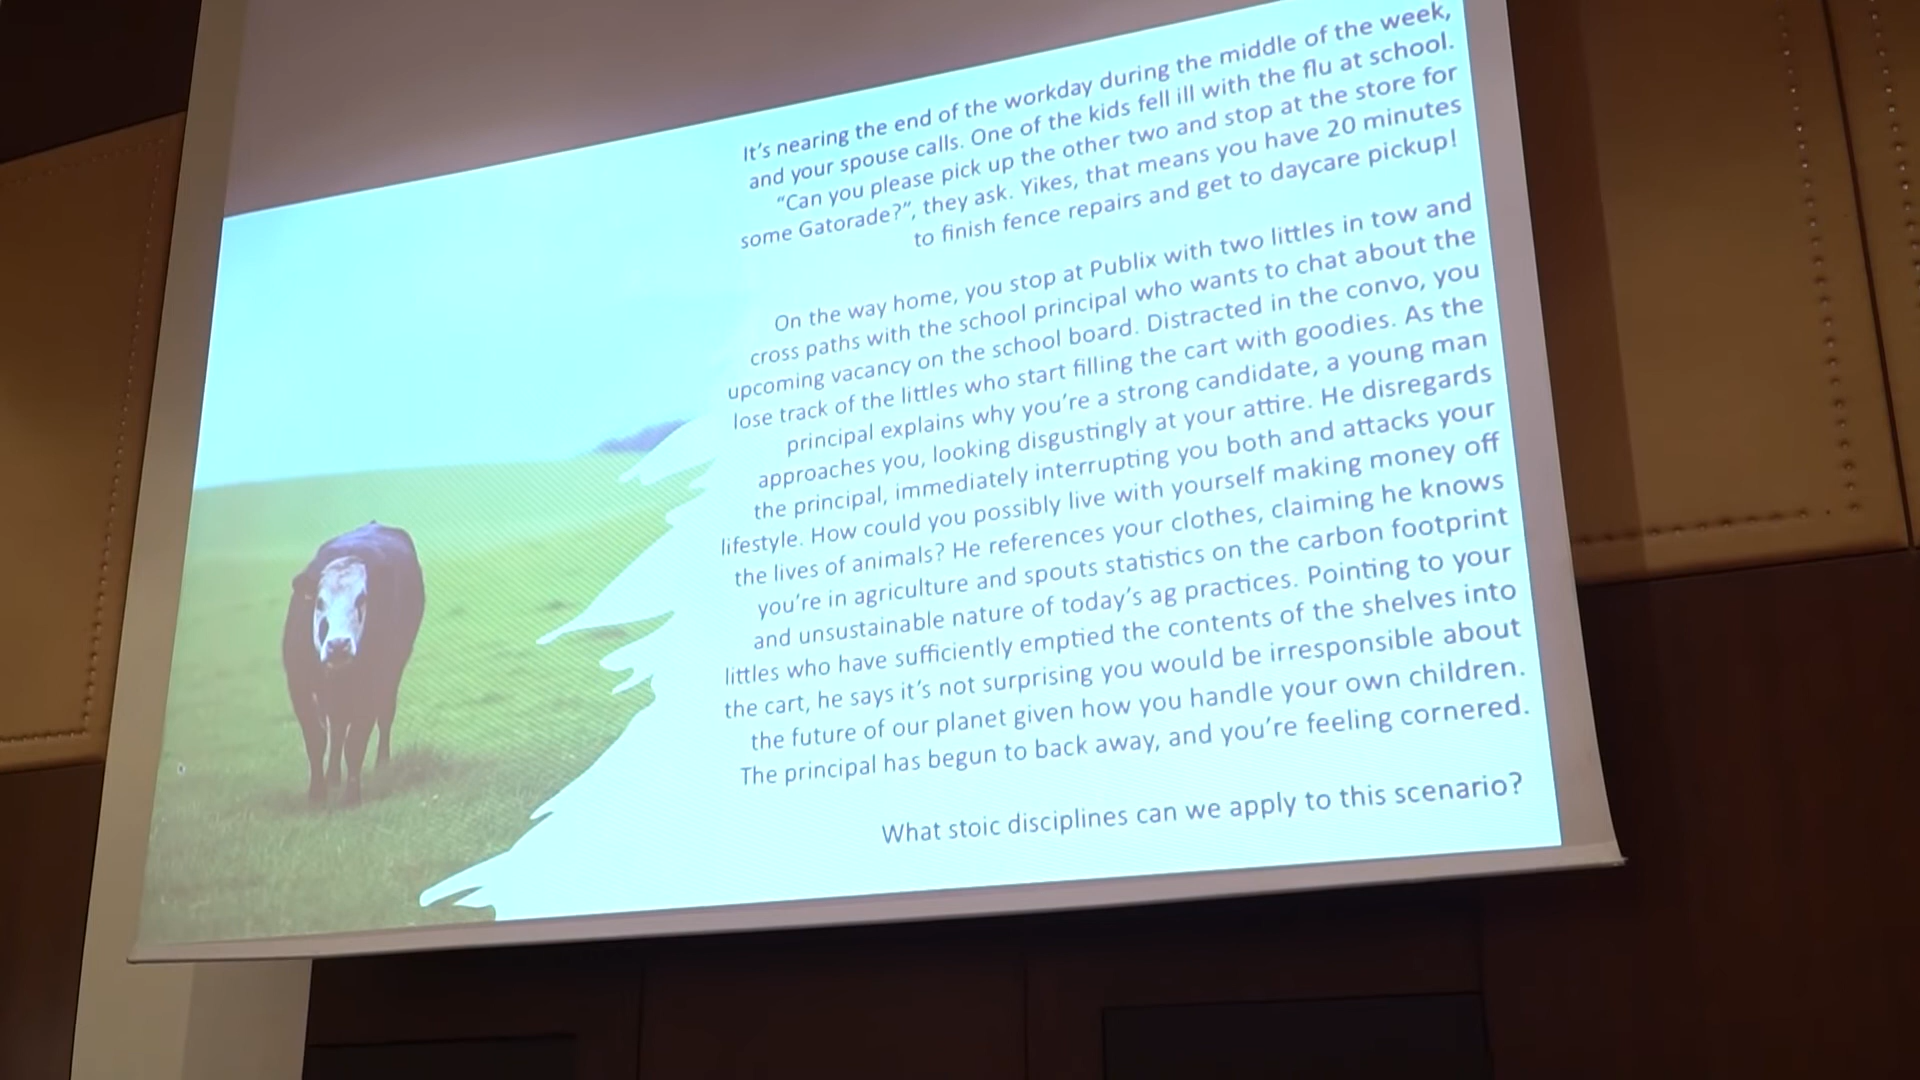 It's nearing the end of the workday during the middle of the week,
and your spouse calls. One of the kids fell ill with the flu at school.
"Can you please pick up the other two and stop at the store for
some Gatorade?", they ask. Yikes, that means you have 20 minutes
to finish fence repairs and get to daycare pickup!
On the way home, you stop at Publix with two littles in tow and
cross paths with the school principal who wants to chat about the
upcoming vacancy on the school board. Distracted in the convo, you
lose track of the littles who start filling the cart with goodies. As the
principal explains why you're a strong candidate, a young man
approaches you, looking disgustingly at your attire. He disregards
the principal, immediately interrupting you both and attacks your
lifestyle. How could you possibly live with yourself making money off
the lives of animals? He references your clothes, claiming he knows
you're in agriculture and spouts statistics on the carbon footprint
and unsustainable nature of today's ag practices. Pointing to your
littles who have sufficiently emptied the contents of the shelves into
the cart, he says it's not surprising you would be irresponsible about
the future of our planet given how you handle your own children.
The principal has begun to back away, and you're feeling cornered.
What stoic disciplines can we apply to this scenario?